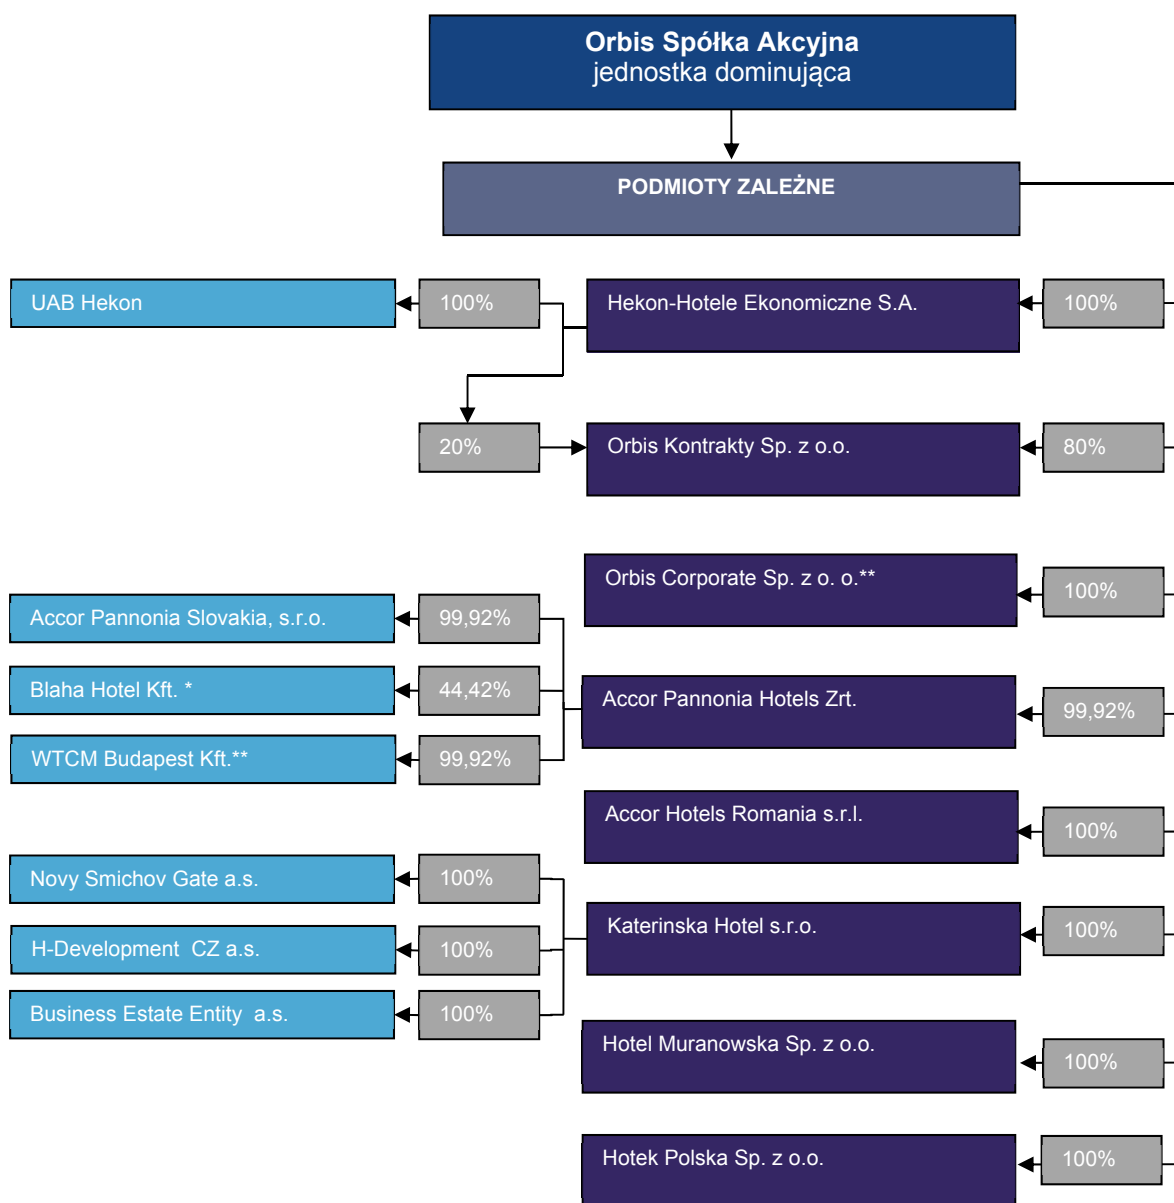 Orbis Spółka Akcyjna
jednostka dominująca
PODMIOTY ZALEŻNE
UAB Hekon
100%
Hekon-Hotele Ekonomiczne S.A.
100%
20%
Orbis Kontrakty Sp. z o.o.
80%
Orbis Corporate Sp. z o. o.**
100%
Accor Pannonia Slovakia, s.r.o.
99,92%
Blaha Hotel Kft. *
44,42%
Accor Pannonia Hotels Zrt.
99,92%
WTCM Budapest Kft.**
99,92%
Accor Hotels Romania s.r.l.
100%
Novy Smichov Gate a.s.
100%
Katerinska Hotel s.r.o.
100%
H-Development  CZ a.s.
100%
Business Estate Entity  a.s.
100%
Hotel Muranowska Sp. z o.o.
100%
Hotek Polska Sp. z o.o.
100%